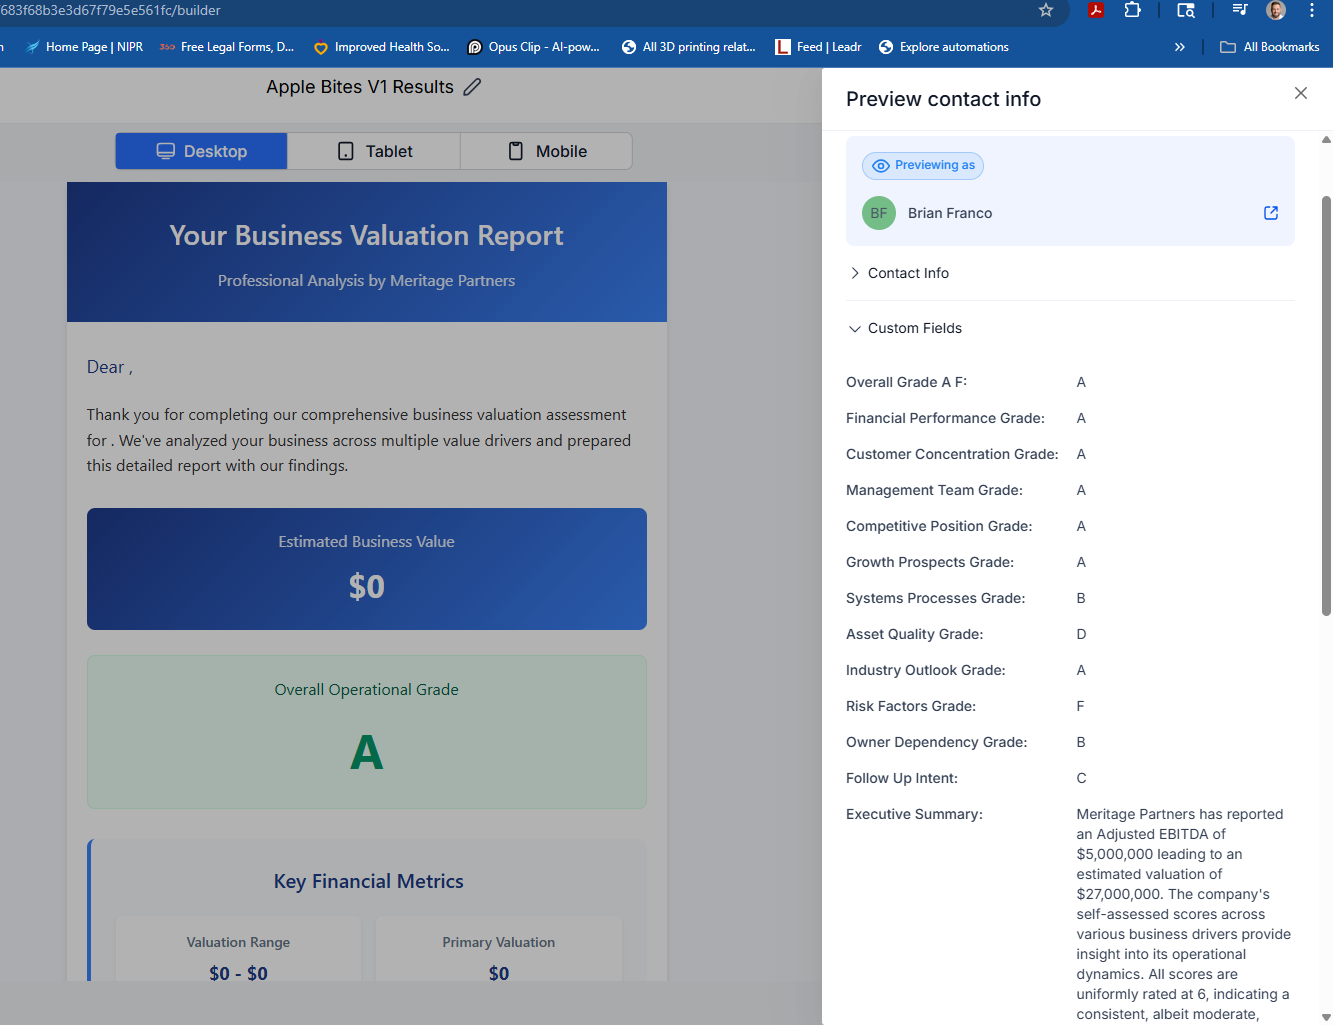 683f68b3e3d67f79e5e561fc/builder
Home Page | NIPR
Free Legal Forms, D...
Improved Health So...
Opus Clip - AI-pow...
All 3D printing relat...
Feed | Leadr
Explore automations
»
All Bookmarks
Apple Bites V1 Results
Desktop
Tablet
Mobile
Your Business Valuation Report
Professional Analysis by Meritage Partners
Dear ,
Thank you for completing our comprehensive business valuation assessment
for . We've analyzed your business across multiple value drivers and prepared
this detailed report with our findings.
Estimated Business Value
$0
Overall Operational Grade
A
Key Financial Metrics
Valuation Range
$0 - $0
Primary Valuation
$0
Preview contact info
Previewing as
BF Brian Franco
Contact Info
Custom Fields
Overall Grade A F: A
Financial Performance Grade: A
Customer Concentration Grade: A
Management Team Grade: A
Competitive Position Grade: A
Growth Prospects Grade: A
Systems Processes Grade: B
Asset Quality Grade: D
Industry Outlook Grade: A
Risk Factors Grade: F
Owner Dependency Grade: B
Follow Up Intent: C
Executive Summary: Meritage Partners has reported
an Adjusted EBITDA of
$5,000,000 leading to an
estimated valuation of
$27,000,000. The company's
self-assessed scores across
various business drivers provide
insight into its operational
dynamics. All scores are
uniformly rated at 6, indicating a
consistent, albeit moderate,